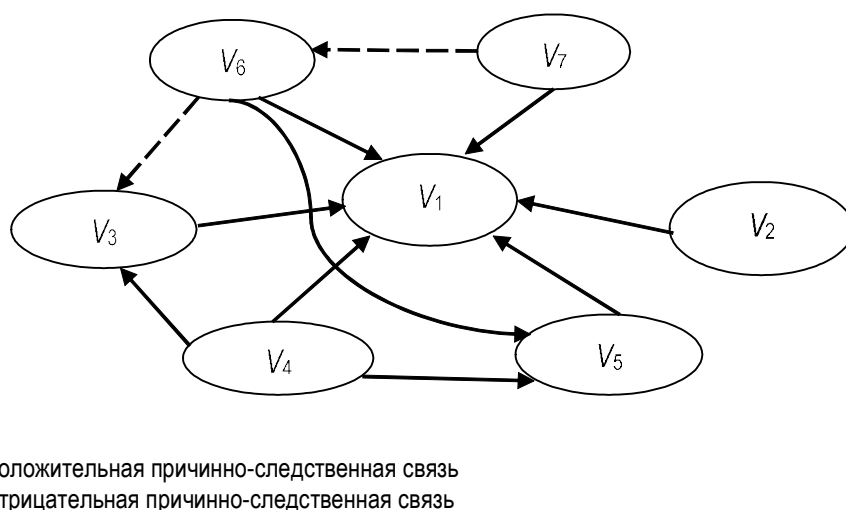 V6
V7
V1
V2
V3
V4
V5
оложительная причинно-следственная связь
трицательная причинно-следственная связь